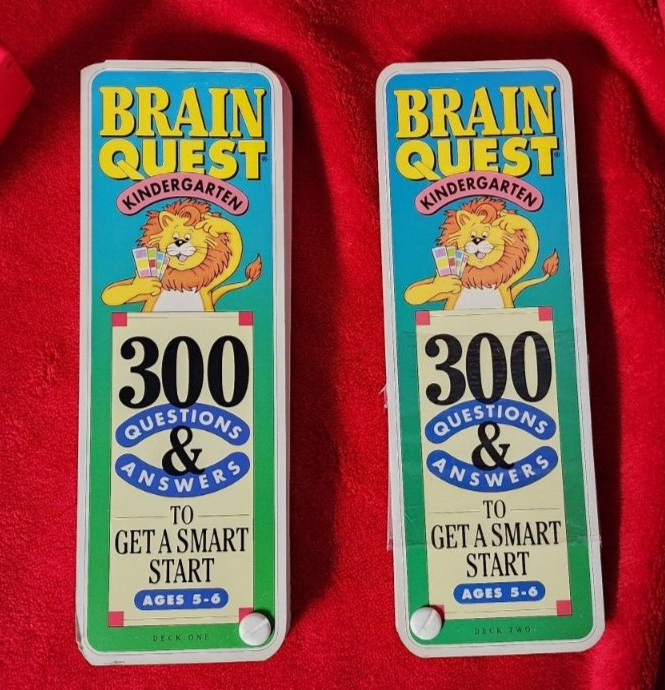 BRAIN
QUEST®
KINDERGARTEN
300
QUESTIONS
&
ANSWERS
TO
GET A SMART
START
AGES 5-6
DECK ONE
BRAIN
QUEST®
KINDERGARTEN
300
QUESTIONS
&
ANSWERS
TO
GET A SMART
START
AGES 5-6
DECK TWO